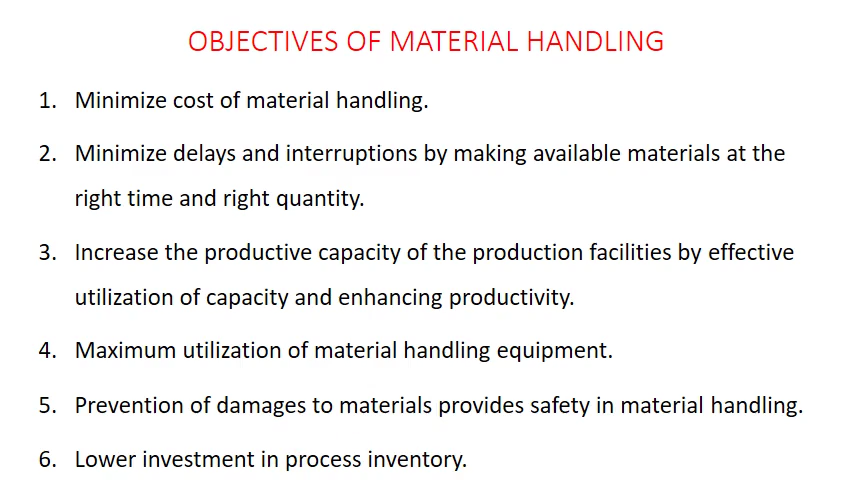 OBJECTIVES OF MATERIAL HANDLING
1. Minimize cost of material handling.
2. Minimize delays and interruptions by making available materials at the
right time and right quantity.
3. Increase the productive capacity of the production facilities by effective
utilization of capacity and enhancing productivity.
4. Maximum utilization of material handling equipment.
5. Prevention of damages to materials provides safety in material handling.
6. Lower investment in process inventory.